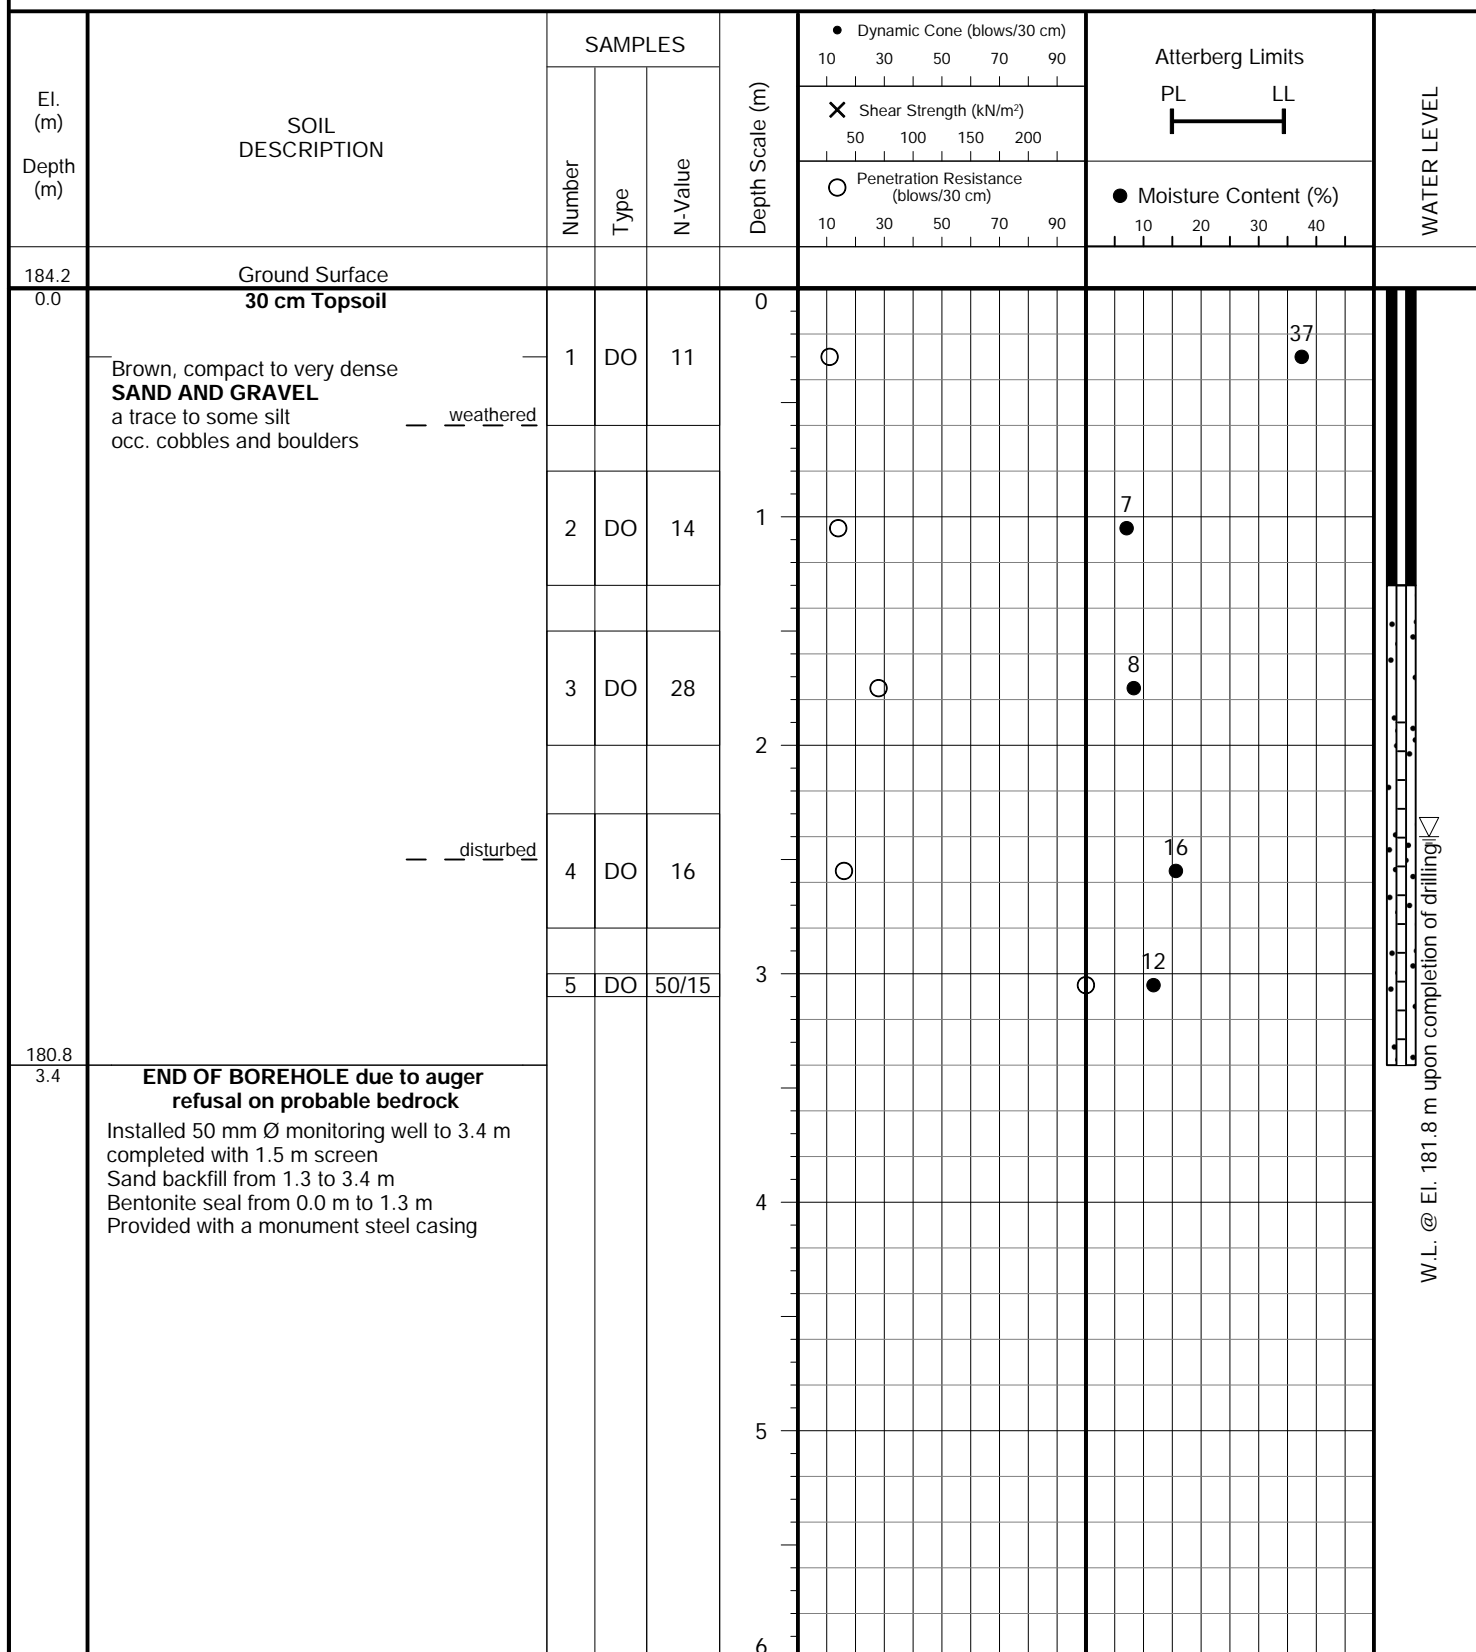 El.
(m)
Depth
(m)
SOIL
DESCRIPTION
SAMPLES
Number
Type
N-Value
Depth Scale (m)
Dynamic Cone (blows/30 cm)
10 30 50 70 90
Shear Strength (kN/m²)
50 100 150 200
Penetration Resistance
(blows/30 cm)
10 30 50 70 90
Atterberg Limits
PL LL
Moisture Content (%)
10 20 30 40
WATER LEVEL
184.2
Ground Surface
0.0
30 cm Topsoil
0
37
1 DO 11
Brown, compact to very dense
SAND AND GRAVEL
a trace to some silt
weathered
occ. cobbles and boulders
7
1
2 DO 14
8
3 DO 28
2
disturbed
16
4 DO 16
12
3
5 DO 50/15
180.8
3.4
END OF BOREHOLE due to auger
refusal on probable bedrock
Installed 50 mm Ø monitoring well to 3.4 m
completed with 1.5 m screen
Sand backfill from 1.3 to 3.4 m
Bentonite seal from 0.0 m to 1.3 m
Provided with a monument steel casing
4
5
6
W.L. @ El. 181.8 m upon completion of drilling